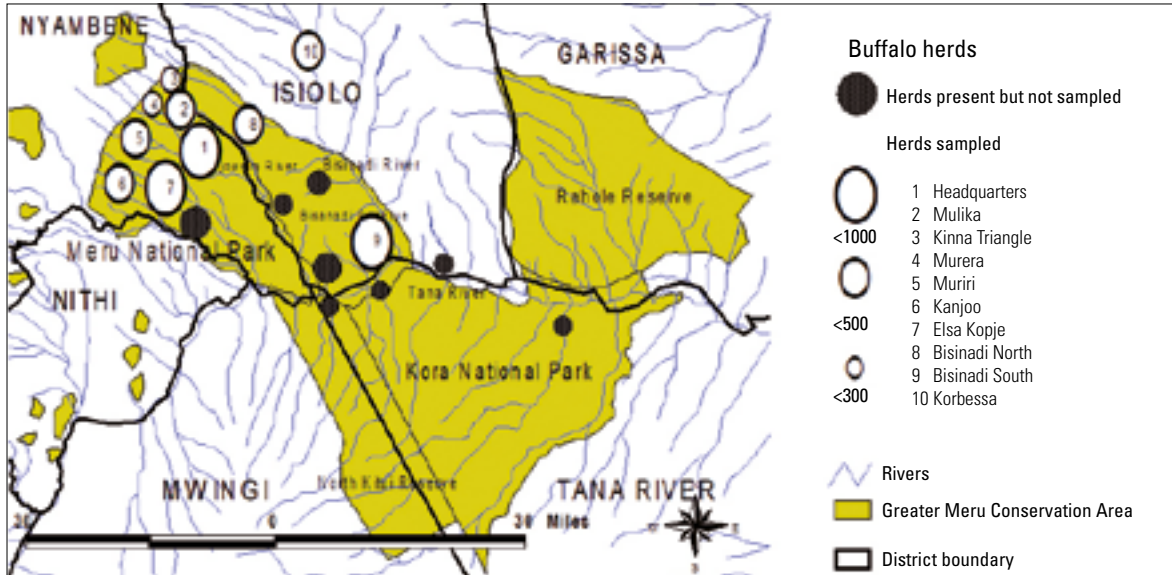 NYAMBENE
GARISSA
ISIOLO
10
3
4
2
8
5
1
6
7
9
River
Bisinadi River
Rahole Reserve
Meru National Park
NITHI
Tana River
Kora National Park
North Kitui Reserve
MWINGI
TANA RIVER
30
0
30 Miles
E
S
Buffalo herds
Herds present but not sampled
Herds sampled
<1000
<500
<300
1 Headquarters
2 Mulika
3 Kinna Triangle
4 Murera
5 Muriri
6 Kanjoo
7 Elsa Kopje
8 Bisinadi North
9 Bisinadi South
10 Korbessa
Rivers
Greater Meru Conservation Area
District boundary